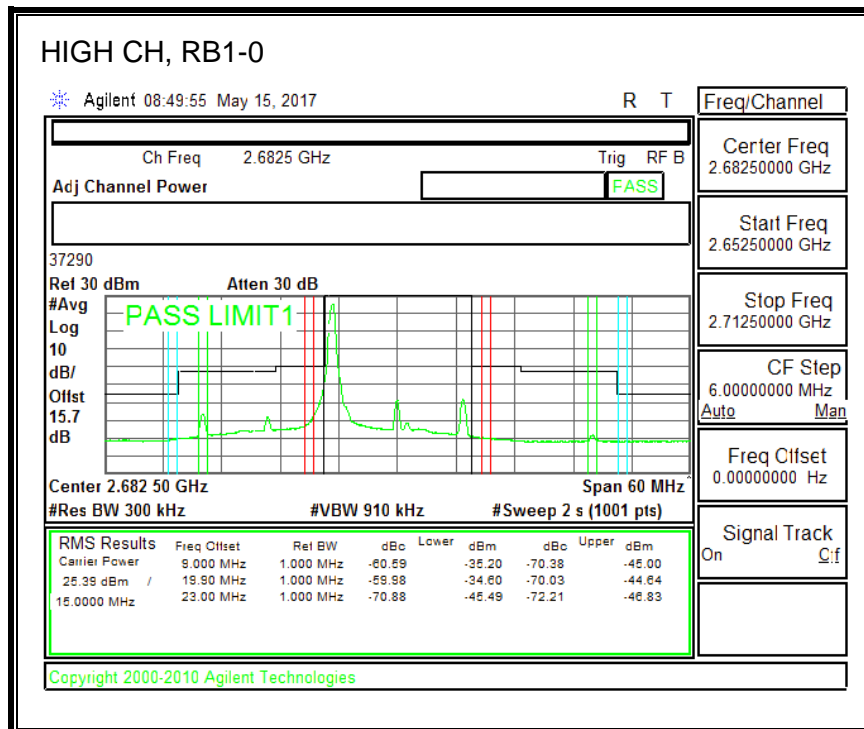 HIGH CH, RB1-0
Agilent 08:49:55 May 15, 2017 R T
Freq/Channel
Ch Freq 2.6825 GHz Trig RF B
Adj Channel Power PASS
Center Freq
2.68250000 GHz
Start Freq
2.65250000 GHz
37290
Ref 30 dBm Atten 30 dB
#Avg
Log
10
dB/
Offst
15.7
dB
PASS LIMIT1
Stop Freq
2.71250000 GHz
CF Step
6.00000000 MHz
Auto Man
Freq Offset
0.00000000 Hz
Center 2.682 50 GHz Span 60 MHz
#Res BW 300 kHz #VBW 910 kHz #Sweep 2 s (1001 pts)
Signal Track
On Off
RMS Results Freq Offset Ref BW dBc Lower dBm dBc Upper dBm
Carrier Power 9.000 MHz 1.000 MHz -60.59 -35.20 -70.38 -45.00
25.39 dBm / 19.90 MHz 1.000 MHz -59.98 -34.60 -70.03 -44.64
15.0000 MHz 23.00 MHz 1.000 MHz -70.88 -45.49 -72.21 -46.83
Copyright 2000-2010 Agilent Technologies